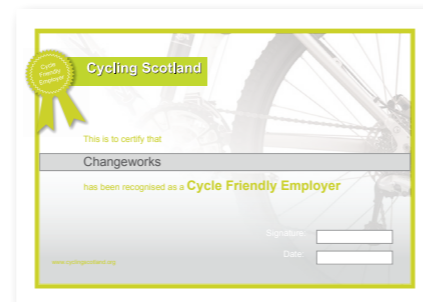 Cycle
Friendly
Employer
Cycling Scotland
This is to certify that
Changeworks
has been recognised as a Cycle Friendly Employer
Signature:
Date:
www.cyclingscotland.org